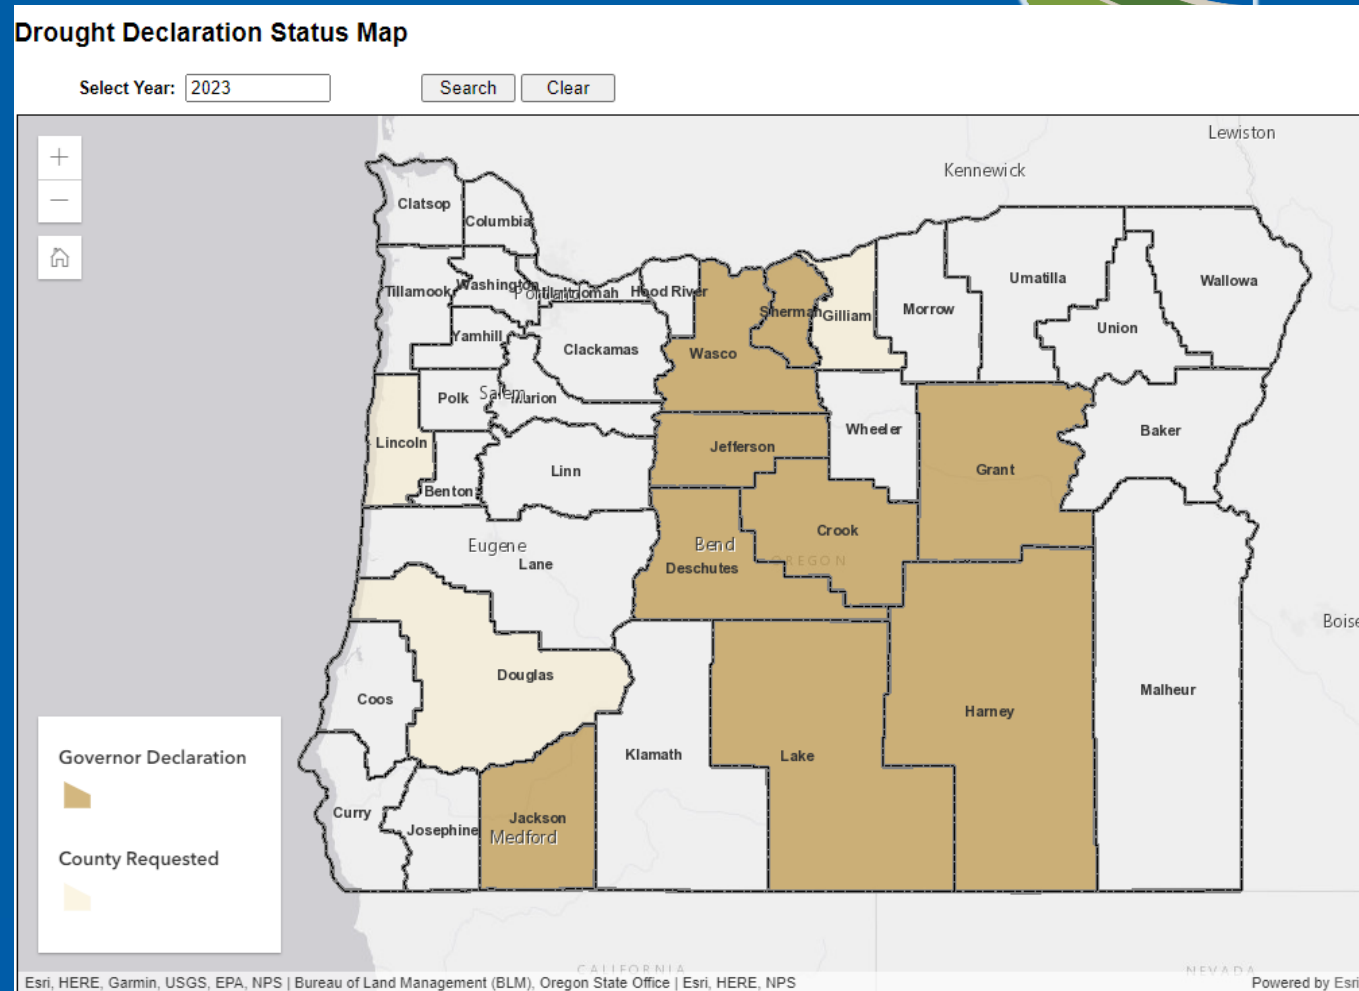 Drought Declaration Status Map
Select Year: 2023 Search Clear
Lewiston
Kennewick
Clatsop
Columbia
Umatilla
Wallowa
Tillamook
Washington
Hood River
Sherman
Gilliam
Morrow
Union
Yamhill
Clackamas
Wasco
Polk
Salem
Marion
Lincoln
Jefferson
Wheeler
Baker
Linn
Grant
Benton
Crook
Eugene
Lane
Bend
OREGON
Deschutes
Boise
Douglas
Coos
Malheur
Harney
Klamath
Lake
Curry
Josephine
Jackson
Medford
Governor Declaration
County Requested
CALIFORNIA
NEVADA
Esri, HERE, Garmin, USGS, EPA, NPS | Bureau of Land Management (BLM), Oregon State Office | Esri, HERE, NPS
Powered by Esri